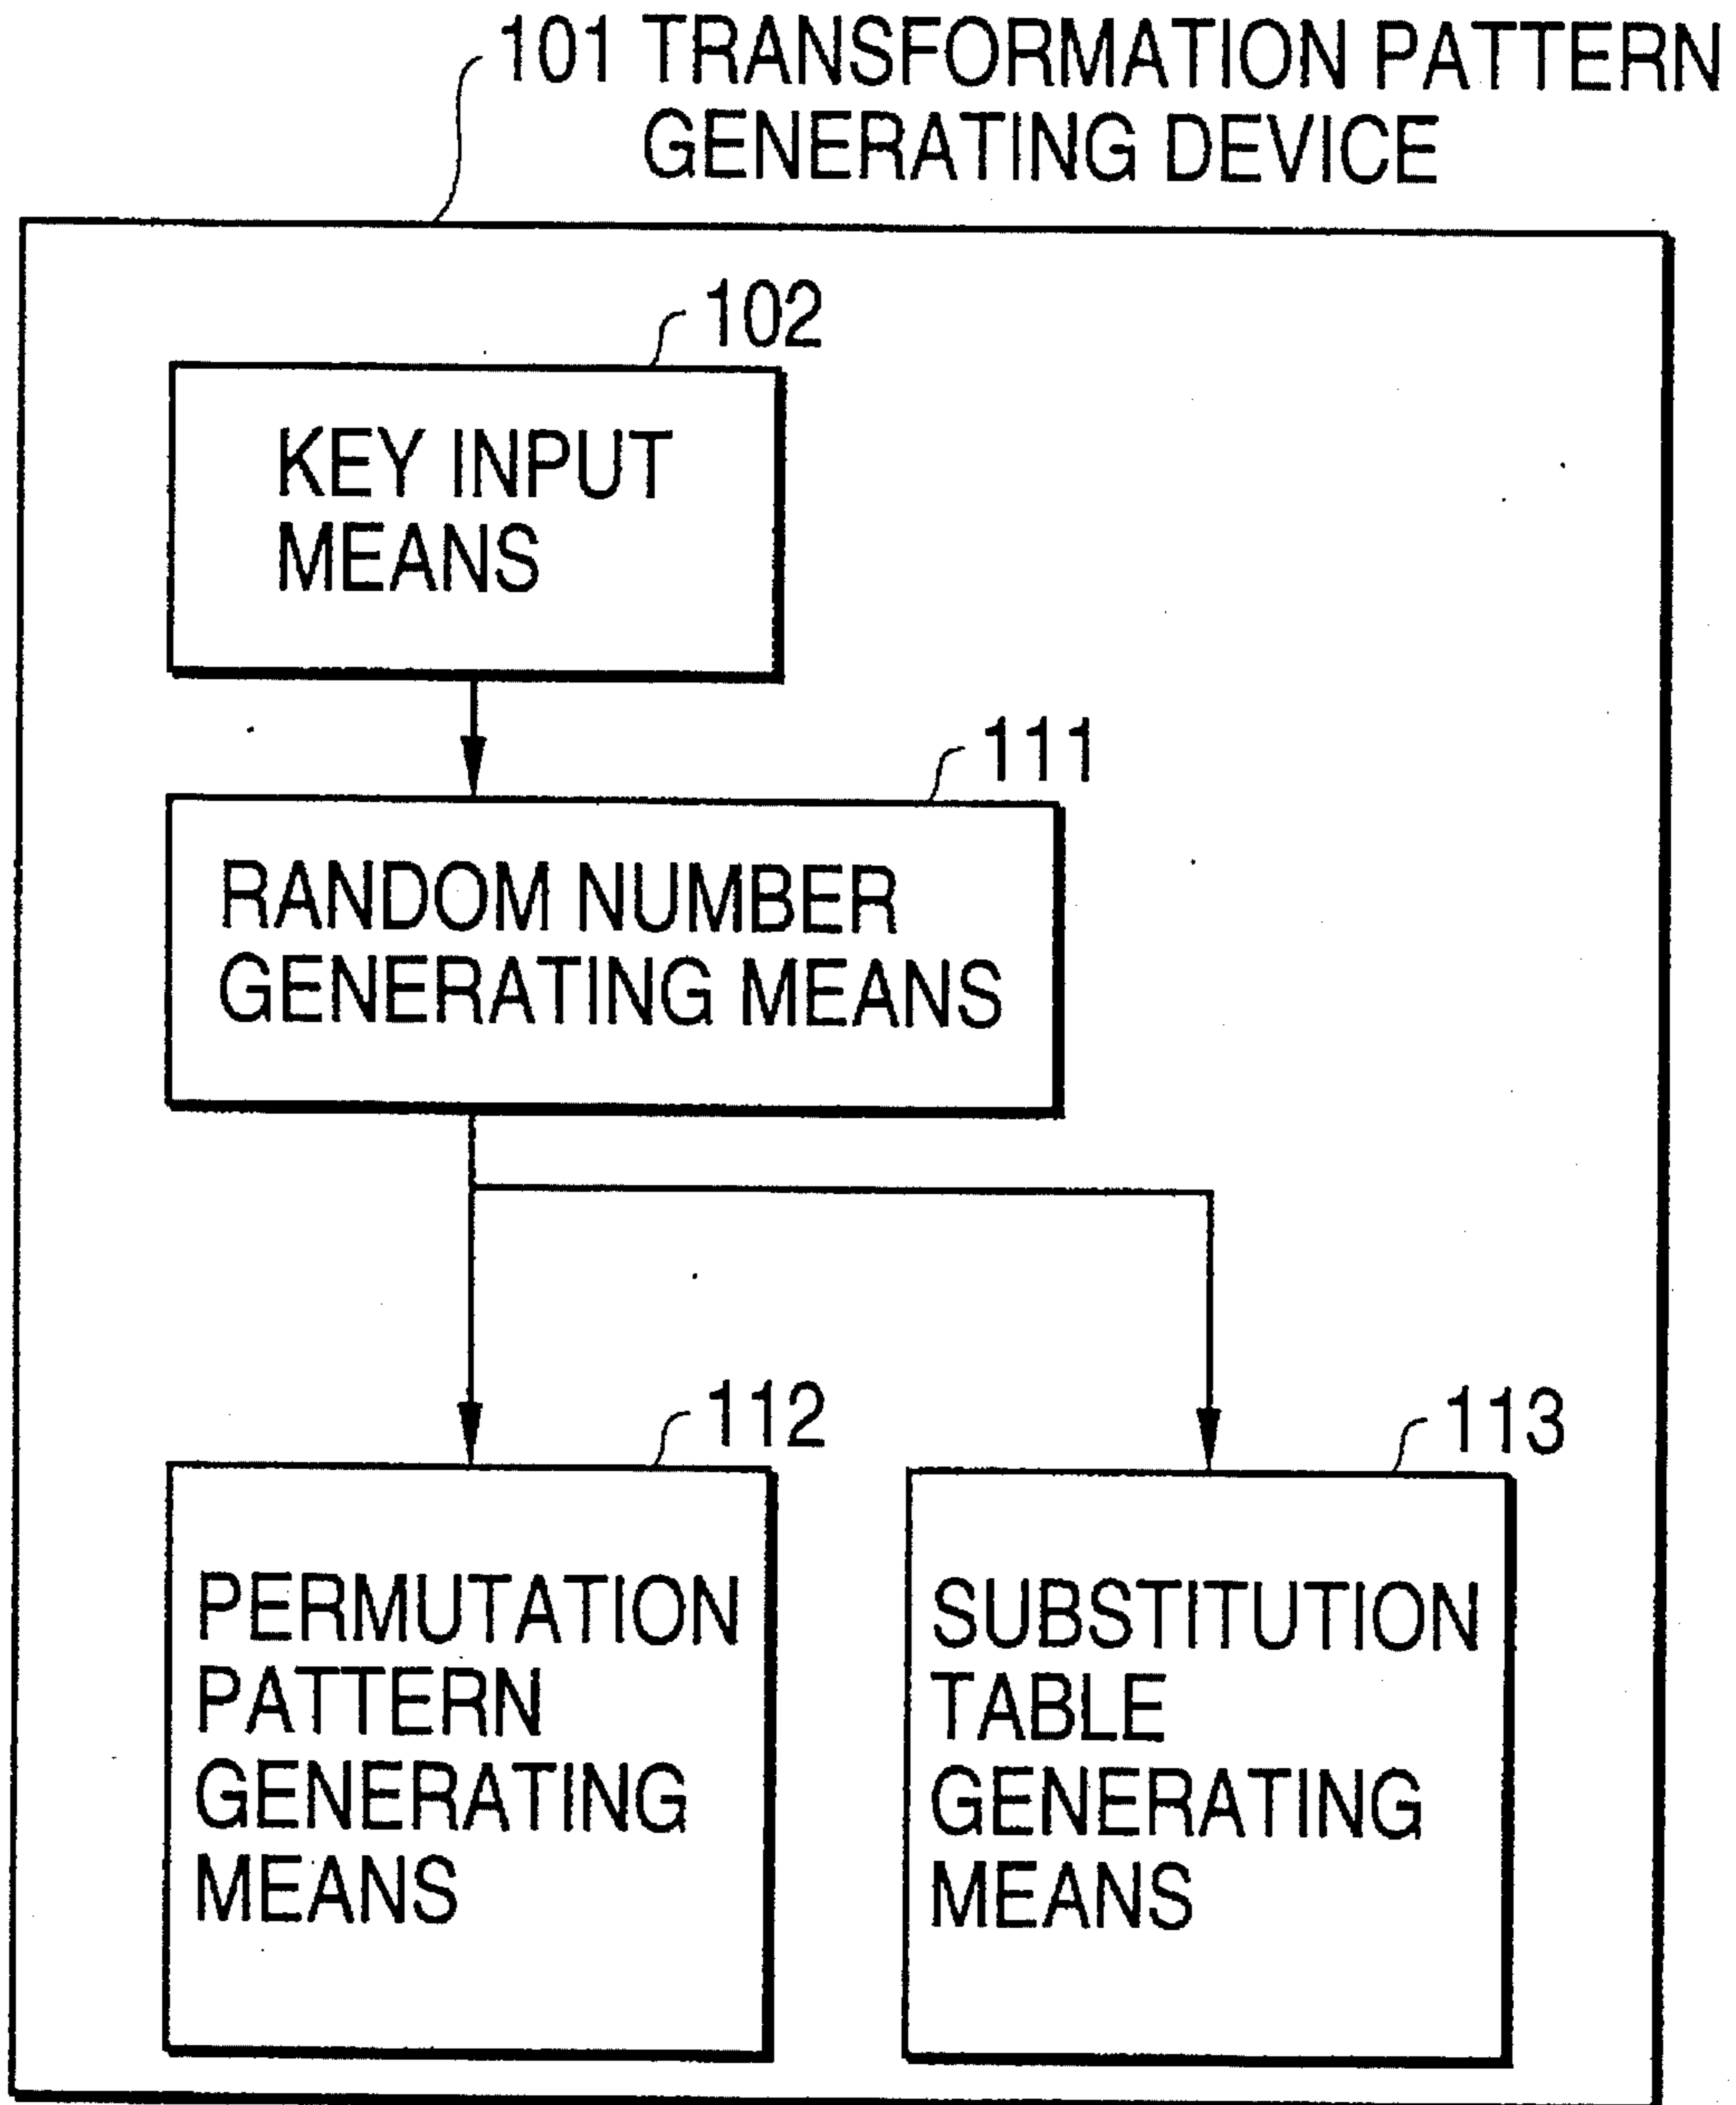 101 TRANSFORMATION PATTERN
GENERATING DEVICE
102
KEY INPUT
MEANS
111
RANDOM NUMBER
GENERATING MEANS
112
PERMUTATION
PATTERN
GENERATING
MEANS
113
SUBSTITUTION
TABLE
GENERATING
MEANS